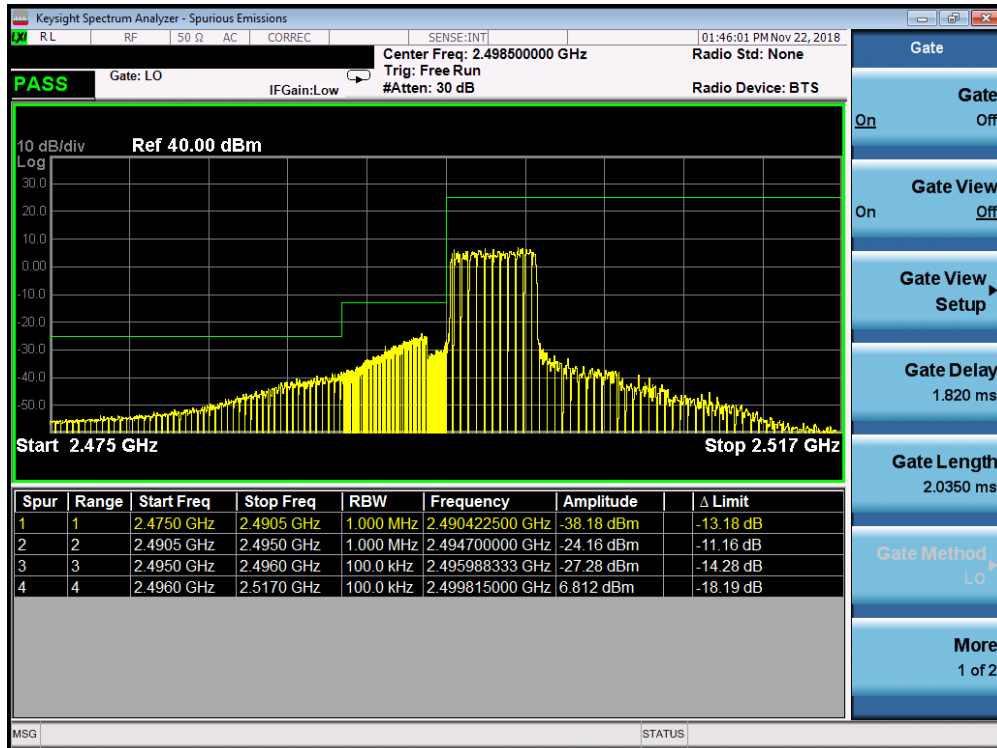 Keysight Spectrum Analyzer - Spurious Emissions
LXI RL RF 50 Ω AC CORREC SENSE:INT 01:46:01 PM Nov 22, 2018
Center Freq: 2.498500000 GHz Radio Std: None
PASS Gate: LO Trig: Free Run
IFGain:Low #Atten: 30 dB Radio Device: BTS
10 dB/div Ref 40.00 dBm
Log
30.0
20.0
10.0
0.00
-10.0
-20.0
-30.0
-40.0
-50.0
Start 2.475 GHz Stop 2.517 GHz
Spur Range Start Freq Stop Freq RBW Frequency Amplitude Δ Limit
1 1 2.4750 GHz 2.4905 GHz 1.000 MHz 2.490422500 GHz -38.18 dBm -13.18 dB
2 2 2.4905 GHz 2.4950 GHz 1.000 MHz 2.494700000 GHz -24.16 dBm -11.16 dB
3 3 2.4950 GHz 2.4960 GHz 100.0 kHz 2.495988333 GHz -27.28 dBm -14.28 dB
4 4 2.4960 GHz 2.5170 GHz 100.0 kHz 2.499815000 GHz 6.812 dBm -18.19 dB
MSG STATUS
Gate
Gate
On Off
Gate View
On Off
Gate View
Setup
Gate Delay
1.820 ms
Gate Length
2.0350 ms
Gate Method
LO
More
1 of 2